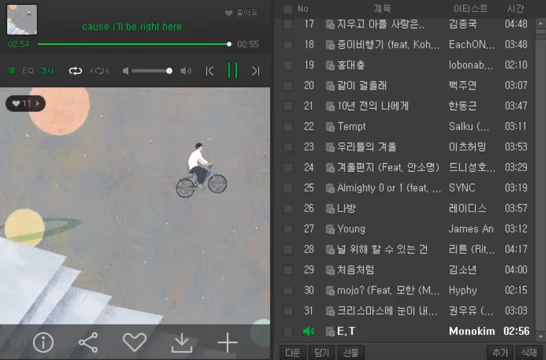 좋아요
cause i'll be right here
02:54 02:55
EQ 가사
11
No 제목 아티스트 시간
17 지우고 아플 사랑은.. 김종국 04:48
18 종이비행기 (feat, Koh,... EachON,... 03:48
19 홍대출 lobonab... 02:10
20 같이 걸을래 백주연 03:07
21 10년 전의 나에게 한동근 03:47
22 Tempt Salku (,... 03:11
23 우리들의 겨울 이츠허밍 03:53
24 겨울편지 (Feat, 안소명) 드니성호... 03:29
25 Almighty 0 or 1 (feat, ... SYNC 03:19
26 나방 레이디스 03:57
27 Young James An 03:12
28 널 위해 할 수 있는 건 리튼 (Rit,.. 04:17
29 처음처럼 김소년 04:00
30 mojo? (Feat, 모한 (M... Hyphy 02:15
31 크리스마스에 눈이 내... 권우유 (... 03:03
E, T Monokim 02:56
다운 담기 선물 추가 삭제